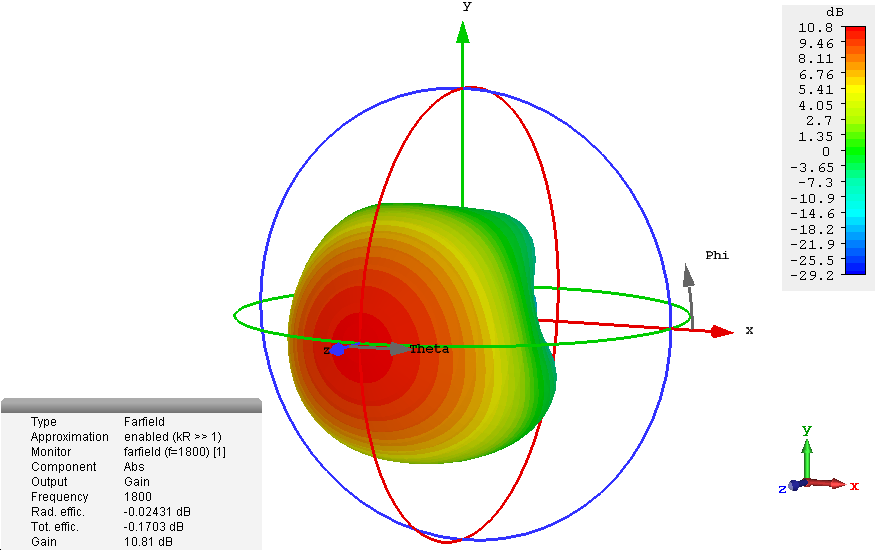 y
dB
10.8
9.46
8.11
6.76
5.41
4.05
2.7
1.35
0
-3.65
-7.3
-10.9
-14.6
-18.2
-21.9
-25.5
-29.2
Phi
x
z Theta
Type Farfield
Approximation enabled (kR >> 1)
Monitor farfield (f=1800) [1]
Component Abs
Output Gain
Frequency 1800
Rad. effic. -0.02431 dB
Tot. effic. -0.1703 dB
Gain 10.81 dB
y
z x